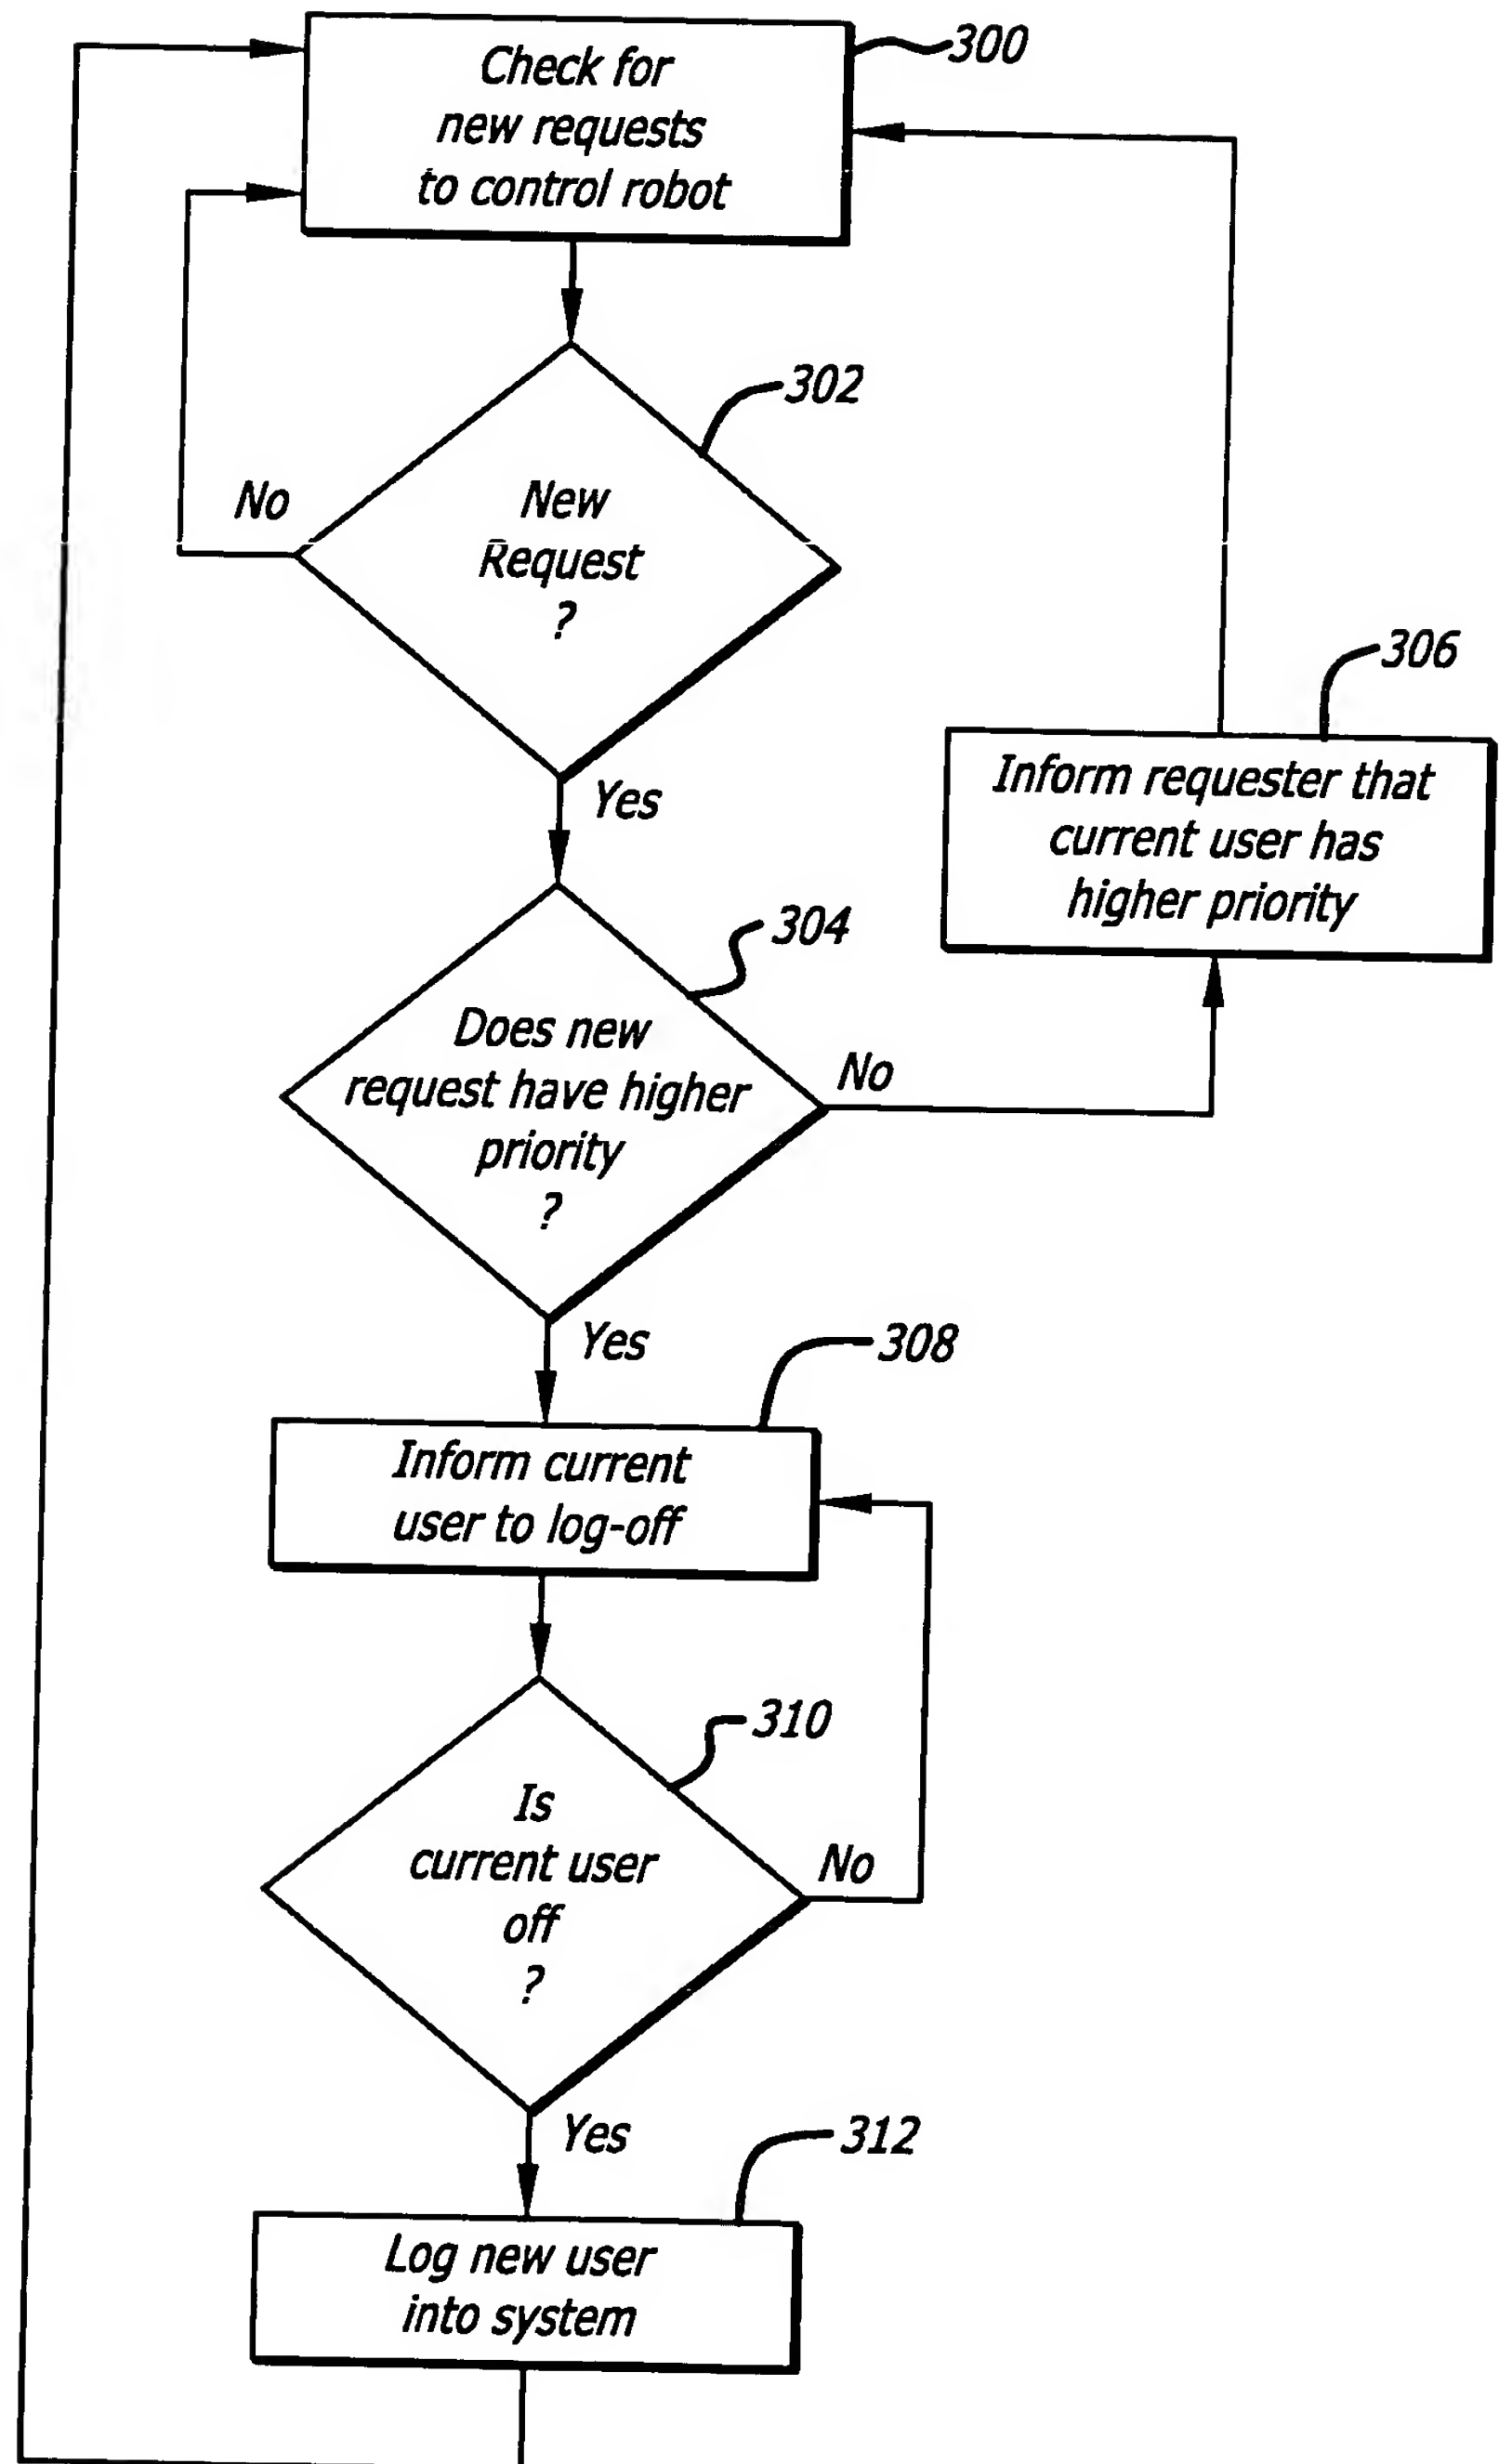 Check for
new requests
to control robot
300
302
No
New
Request
?
Yes
306
Inform requester that
current user has
higher priority
304
Does new
request have higher
priority
?
No
Yes
308
Inform current
user to log-off
310
Is
current user
off
?
No
Yes
312
Log new user
into system